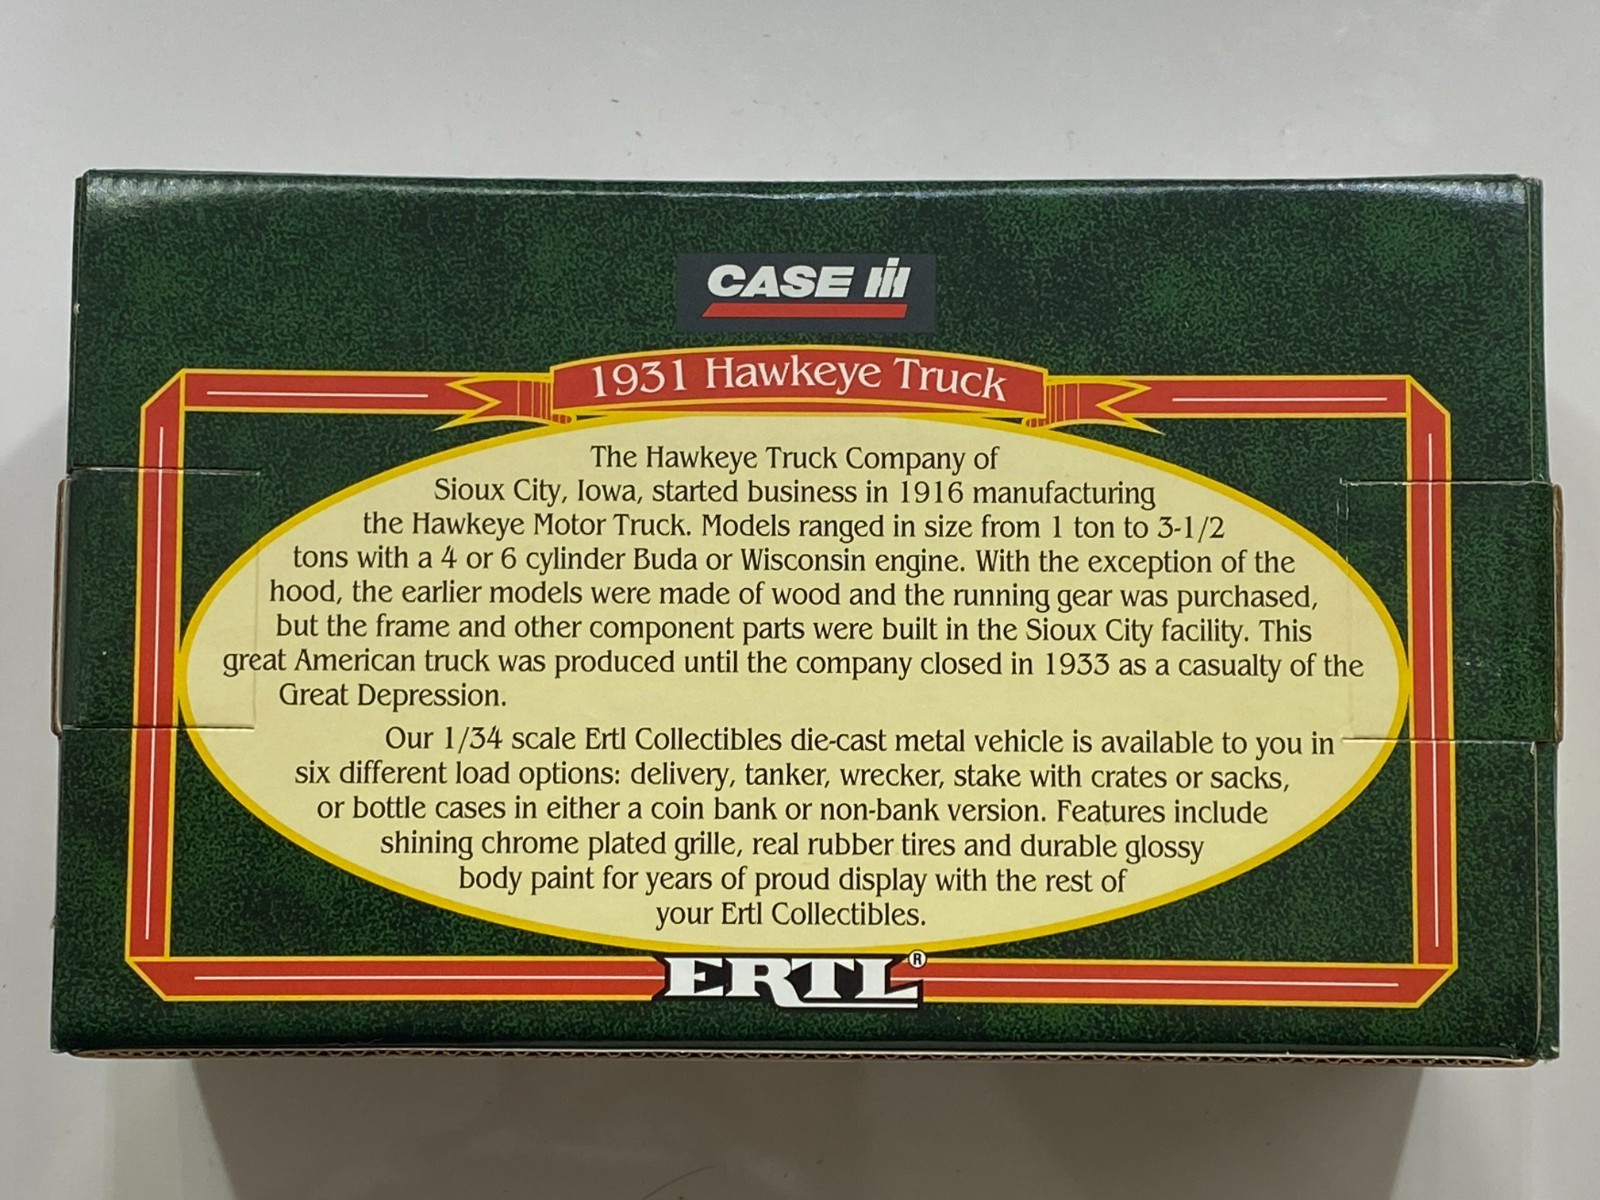 CASE IH
1931 Hawkeye Truck
The Hawkeye Truck Company of
Sioux City, Iowa, started business in 1916 manufacturing
the Hawkeye Motor Truck. Models ranged in size from 1 ton to 3-1/2
tons with a 4 or 6 cylinder Buda or Wisconsin engine. With the exception of the
hood, the earlier models were made of wood and the running gear was purchased,
but the frame and other component parts were built in the Sioux City facility. This
great American truck was produced until the company closed in 1933 as a casualty of the
Great Depression.
Our 1/34 scale Ertl Collectibles die-cast metal vehicle is available to you in
six different load options: delivery, tanker, wrecker, stake with crates or sacks,
or bottle cases in either a coin bank or non-bank version. Features include
shining chrome plated grille, real rubber tires and durable glossy
body paint for years of proud display with the rest of
your Ertl Collectibles.
ERTL®